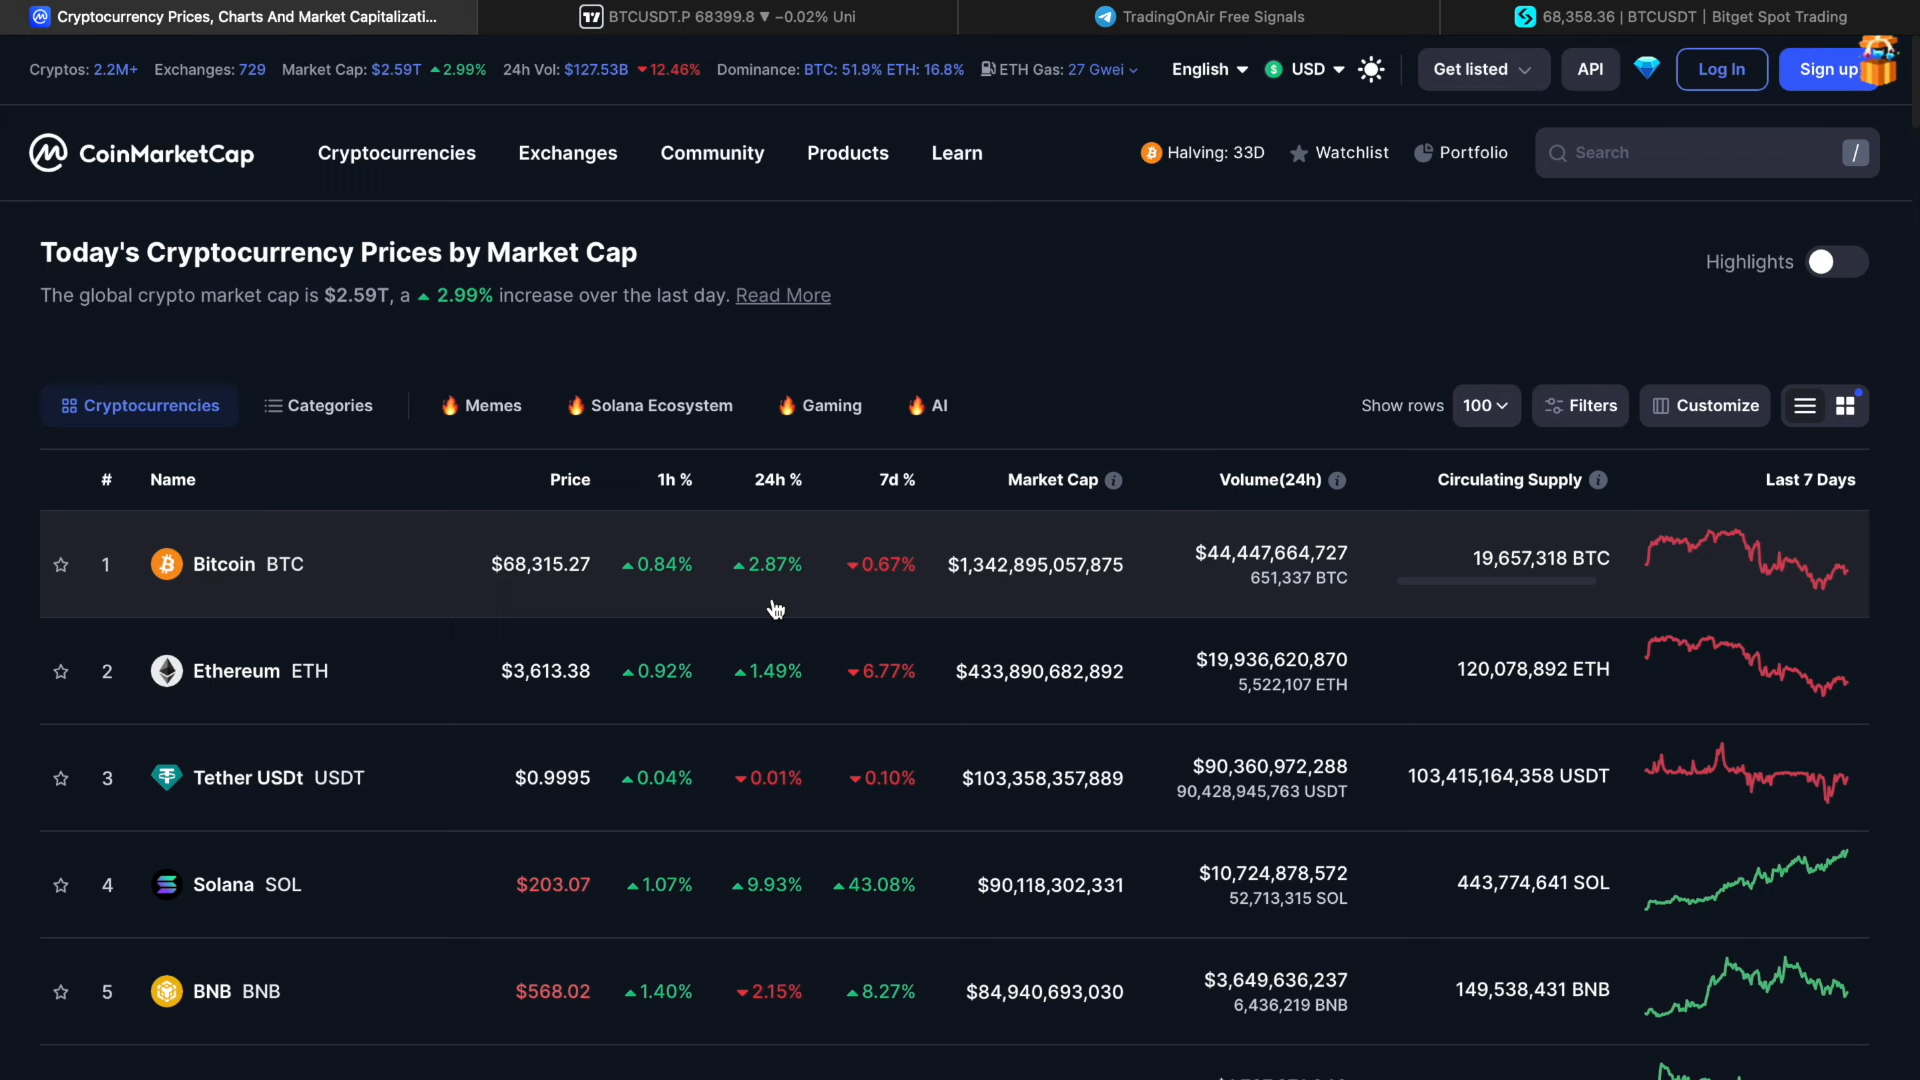 Cryptocurrency Prices, Charts And Market Capitalizati...
BTCUSDT.P 68399.8 ▼ −0.02% Uni
TradingOnAir Free Signals
68,358.36 | BTCUSDT | Bitget Spot Trading
Cryptos: 2.2M+ Exchanges: 729 Market Cap: $2.59T ▲2.99% 24h Vol: $127.53B ▼12.46% Dominance: BTC: 51.9% ETH: 16.8% ETH Gas: 27 Gwei English USD Get listed API Log In Sign up
CoinMarketCap Cryptocurrencies Exchanges Community Products Learn Halving: 33D Watchlist Portfolio Search /
Today's Cryptocurrency Prices by Market Cap
Highlights
The global crypto market cap is $2.59T, a ▲ 2.99% increase over the last day. Read More
Cryptocurrencies Categories Memes Solana Ecosystem Gaming AI Show rows 100 Filters Customize
# Name Price 1h % 24h % 7d % Market Cap Volume(24h) Circulating Supply Last 7 Days
1 Bitcoin BTC $68,315.27 ▲0.84% ▲2.87% ▼0.67% $1,342,895,057,875 $44,447,664,727 19,657,318 BTC
651,337 BTC
2 Ethereum ETH $3,613.38 ▲0.92% ▲1.49% ▼6.77% $433,890,682,892 $19,936,620,870 120,078,892 ETH
5,522,107 ETH
3 Tether USDt USDT $0.9995 ▲0.04% ▼0.01% ▼0.10% $103,358,357,889 $90,360,972,288 103,415,164,358 USDT
90,428,945,763 USDT
4 Solana SOL $203.07 ▲1.07% ▲9.93% ▲43.08% $90,118,302,331 $10,724,878,572 443,774,641 SOL
52,713,315 SOL
5 BNB BNB $568.02 ▲1.40% ▼2.15% ▲8.27% $84,940,693,030 $3,649,636,237 149,538,431 BNB
6,436,219 BNB